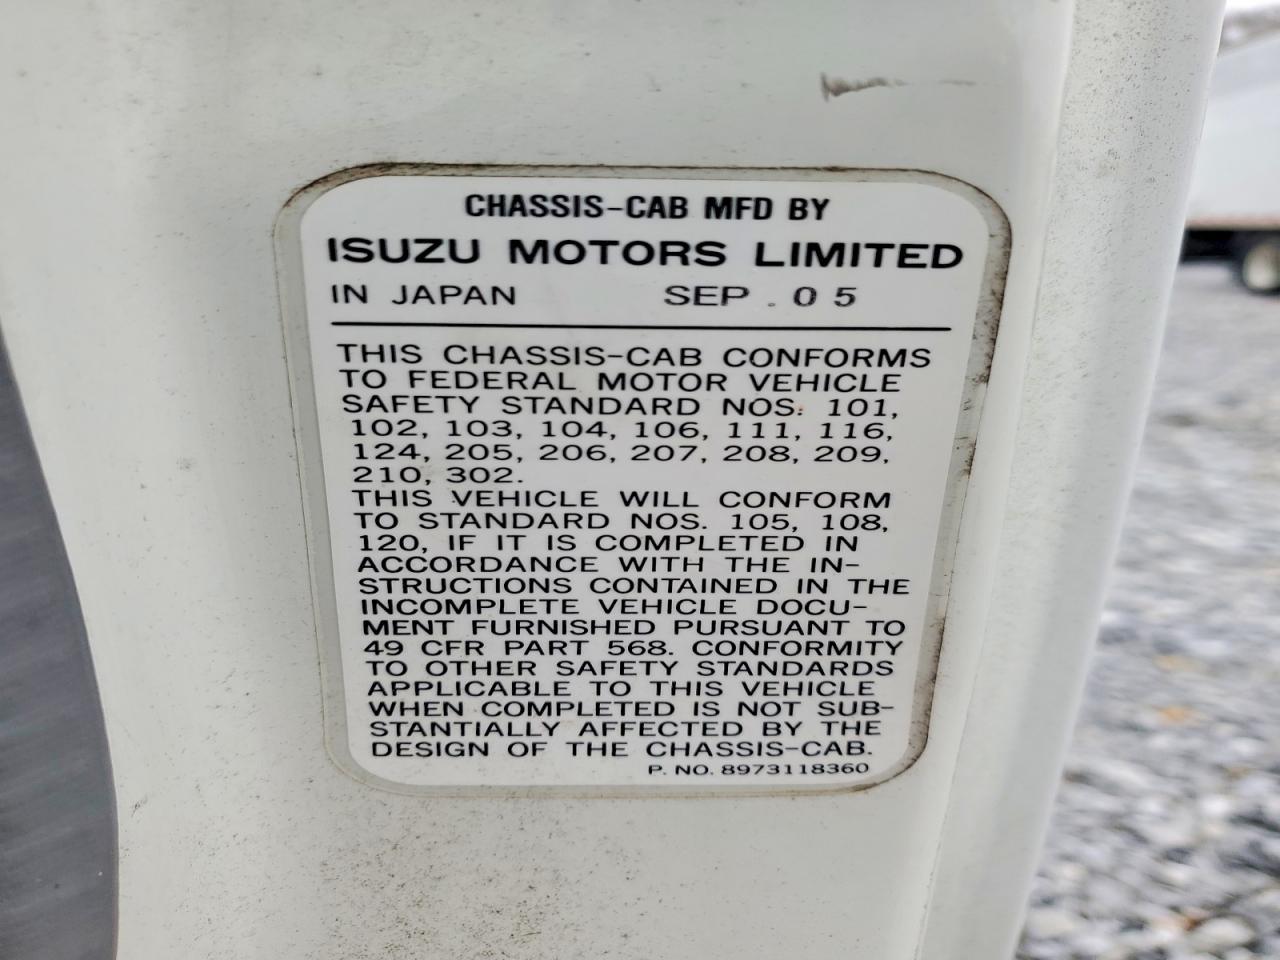 CHASSIS-CAB MFD BY
ISUZU MOTORS LIMITED
IN JAPAN SEP . 0 5
THIS CHASSIS-CAB CONFORMS
TO FEDERAL MOTOR VEHICLE
SAFETY STANDARD NOS: 101,
102, 103, 104, 106, 111, 116,
124, 205, 206, 207, 208, 209,
210, 302.
THIS VEHICLE WILL CONFORM
TO STANDARD NOS. 105, 108,
120, IF IT IS COMPLETED IN
ACCORDANCE WITH THE IN-
STRUCTIONS CONTAINED IN THE
INCOMPLETE VEHICLE DOCU-
MENT FURNISHED PURSUANT TO
49 CFR PART 568. CONFORMITY
TO OTHER SAFETY STANDARDS
APPLICABLE TO THIS VEHICLE
WHEN COMPLETED IS NOT SUB-
STANTIALLY AFFECTED BY THE
DESIGN OF THE CHASSIS-CAB.
P. NO. 8973118360